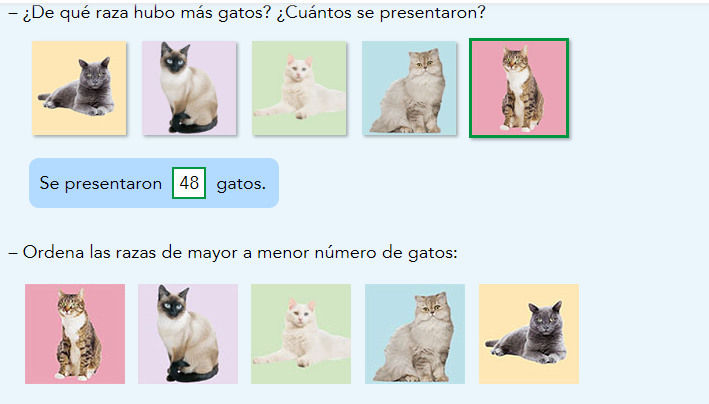 – ¿De qué raza hubo más gatos? ¿Cuántos se presentaron?
Se presentaron 48 gatos.
– Ordena las razas de mayor a menor número de gatos: